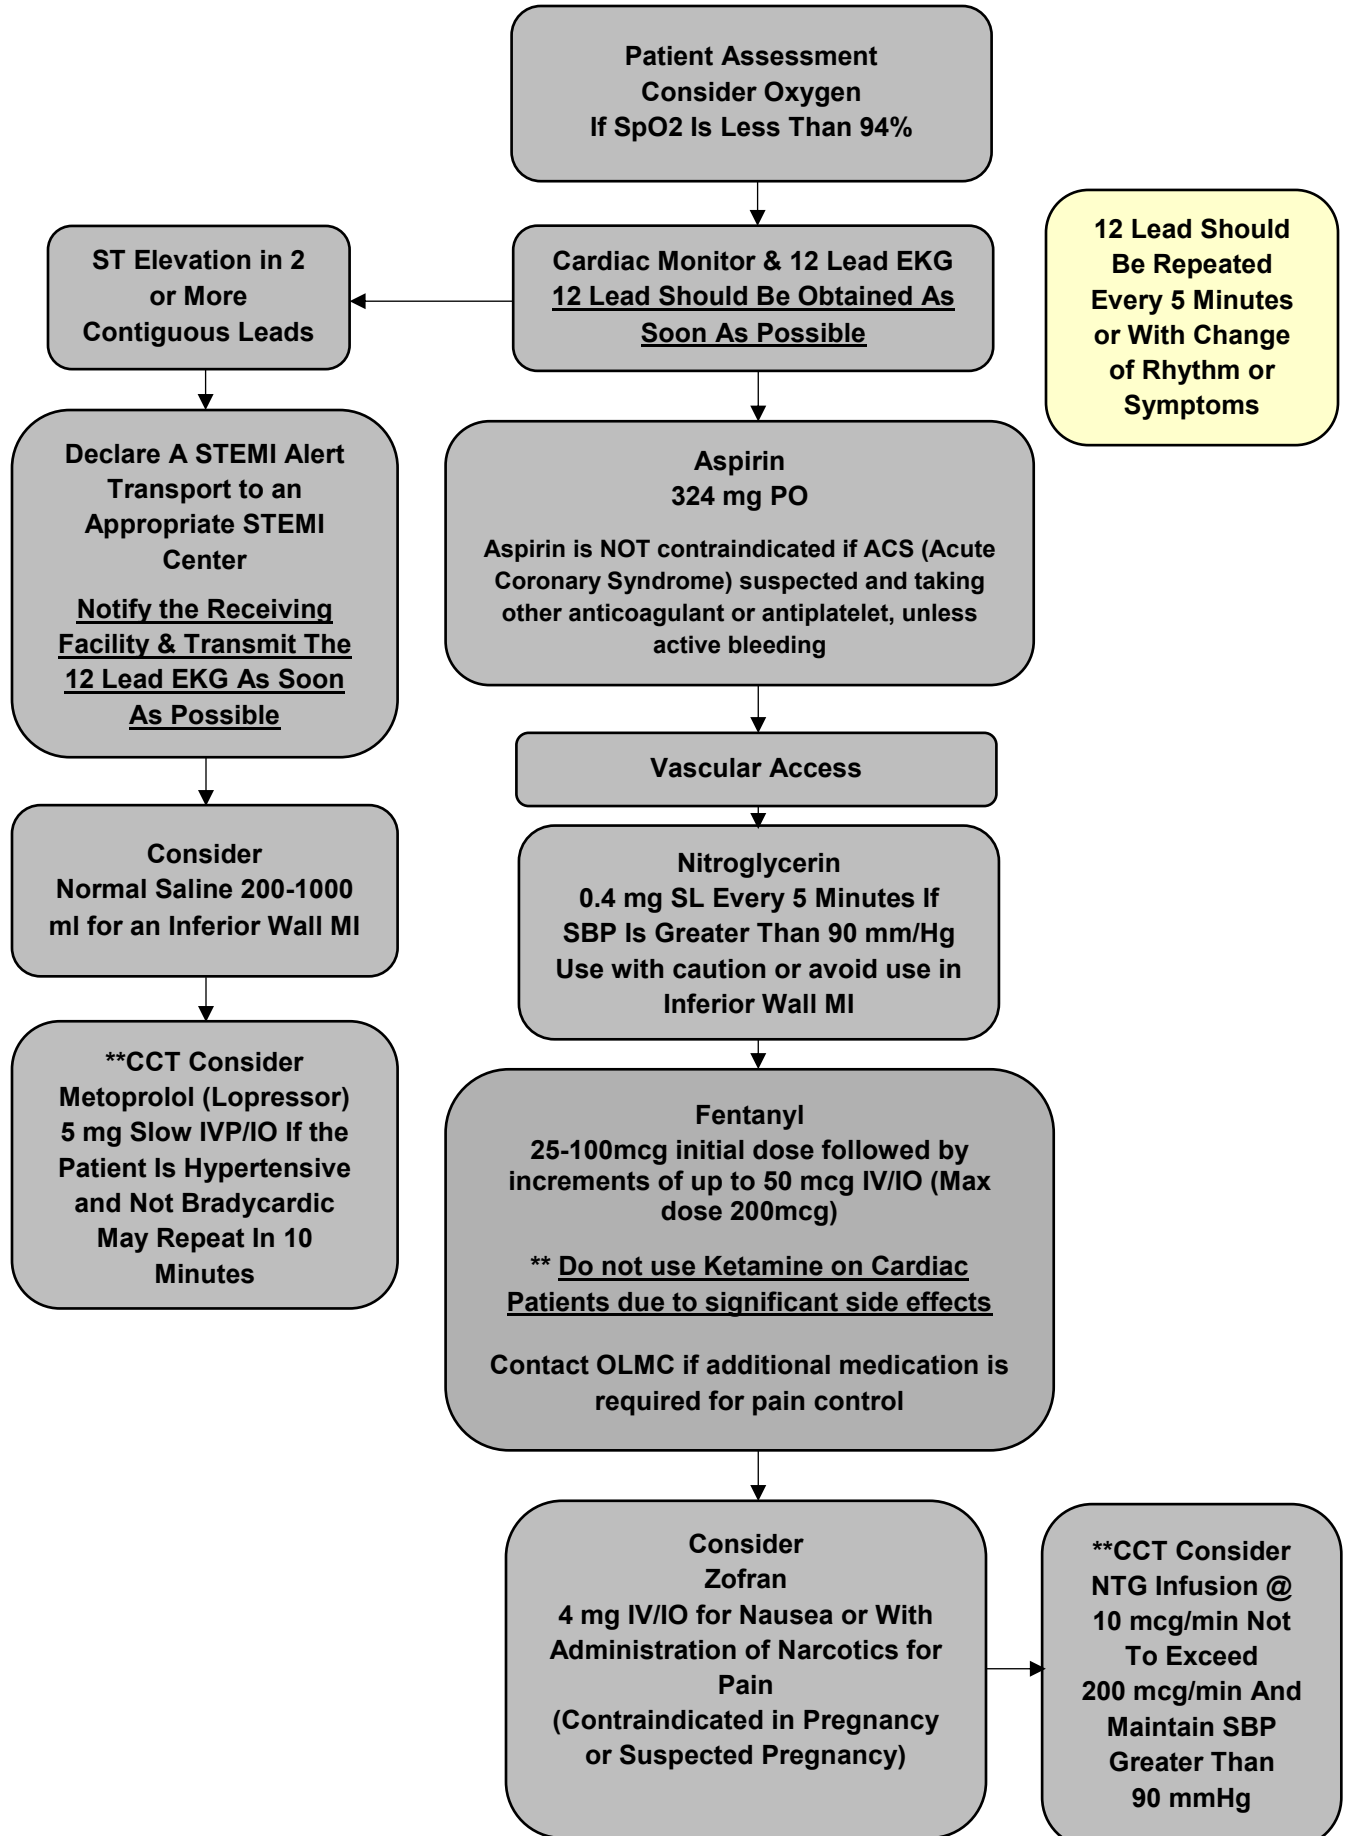 Patient Assessment
Consider Oxygen
If SpO2 Is Less Than 94%
ST Elevation in 2
or More
Contiguous Leads
Cardiac Monitor & 12 Lead EKG
12 Lead Should Be Obtained As
Soon As Possible
12 Lead Should
Be Repeated
Every 5 Minutes
or With Change
of Rhythm or
Symptoms
Declare A STEMI Alert
Transport to an
Appropriate STEMI
Center
Notify the Receiving
Facility & Transmit The
12 Lead EKG As Soon
As Possible
Aspirin
324 mg PO
Aspirin is NOT contraindicated if ACS (Acute
Coronary Syndrome) suspected and taking
other anticoagulant or antiplatelet, unless
active bleeding
Vascular Access
Consider
Normal Saline 200-1000
ml for an Inferior Wall MI
Nitroglycerin
0.4 mg SL Every 5 Minutes If
SBP Is Greater Than 90 mm/Hg
Use with caution or avoid use in
Inferior Wall MI
**CCT Consider
Metoprolol (Lopressor)
5 mg Slow IVP/IO If the
Patient Is Hypertensive
and Not Bradycardic
May Repeat In 10
Minutes
Fentanyl
25-100mcg initial dose followed by
increments of up to 50 mcg IV/IO (Max
dose 200mcg)
** Do not use Ketamine on Cardiac
Patients due to significant side effects
Contact OLMC if additional medication is
required for pain control
Consider
Zofran
4 mg IV/IO for Nausea or With
Administration of Narcotics for
Pain
(Contraindicated in Pregnancy
or Suspected Pregnancy)
**CCT Consider
NTG Infusion @
10 mcg/min Not
To Exceed
200 mcg/min And
Maintain SBP
Greater Than
90 mmHg